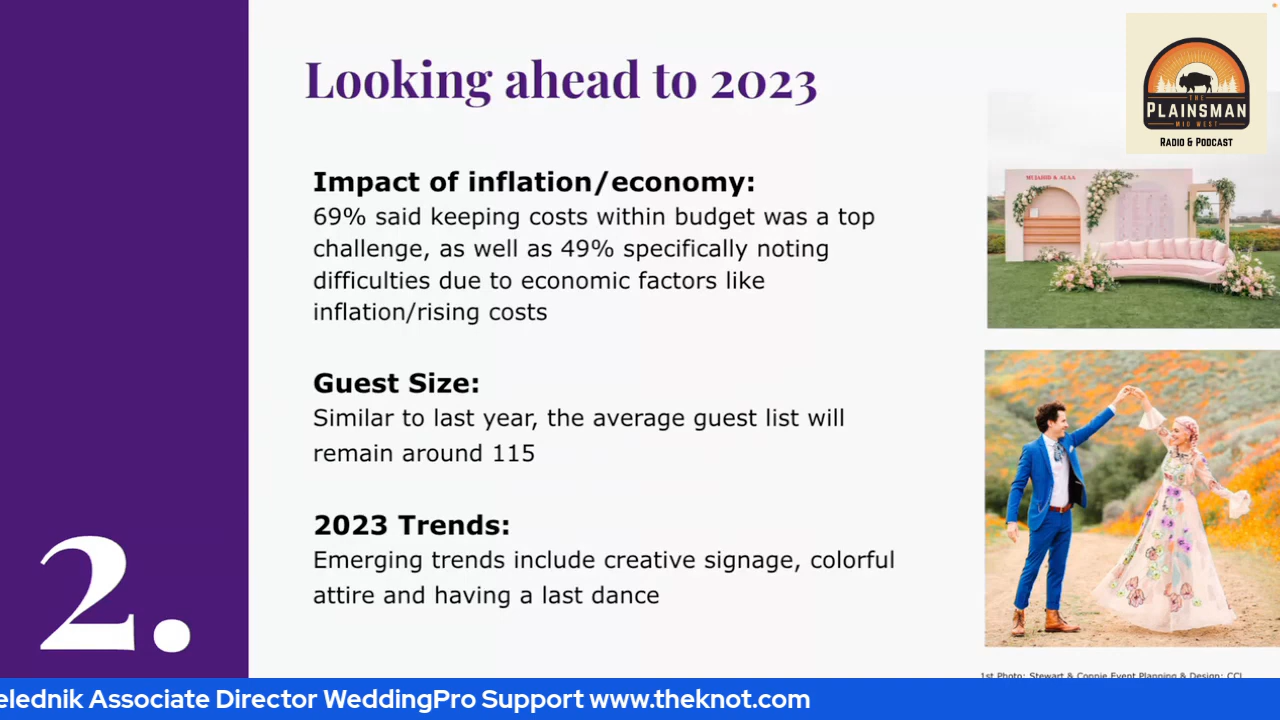 Looking ahead to 2023
Impact of inflation/economy:
69% said keeping costs within budget was a top
challenge, as well as 49% specifically noting
difficulties due to economic factors like
inflation/rising costs
Guest Size:
Similar to last year, the average guest list will
remain around 115
2023 Trends:
Emerging trends include creative signage, colorful
attire and having a last dance
2.
THE
PLAINSMAN
MID WEST
RADIO & PODCAST
MUJAHID & ALAA
1st Photo: Stewart & Connie Event Planning & Design; CCL
elednik Associate Director WeddingPro Support www.theknot.com